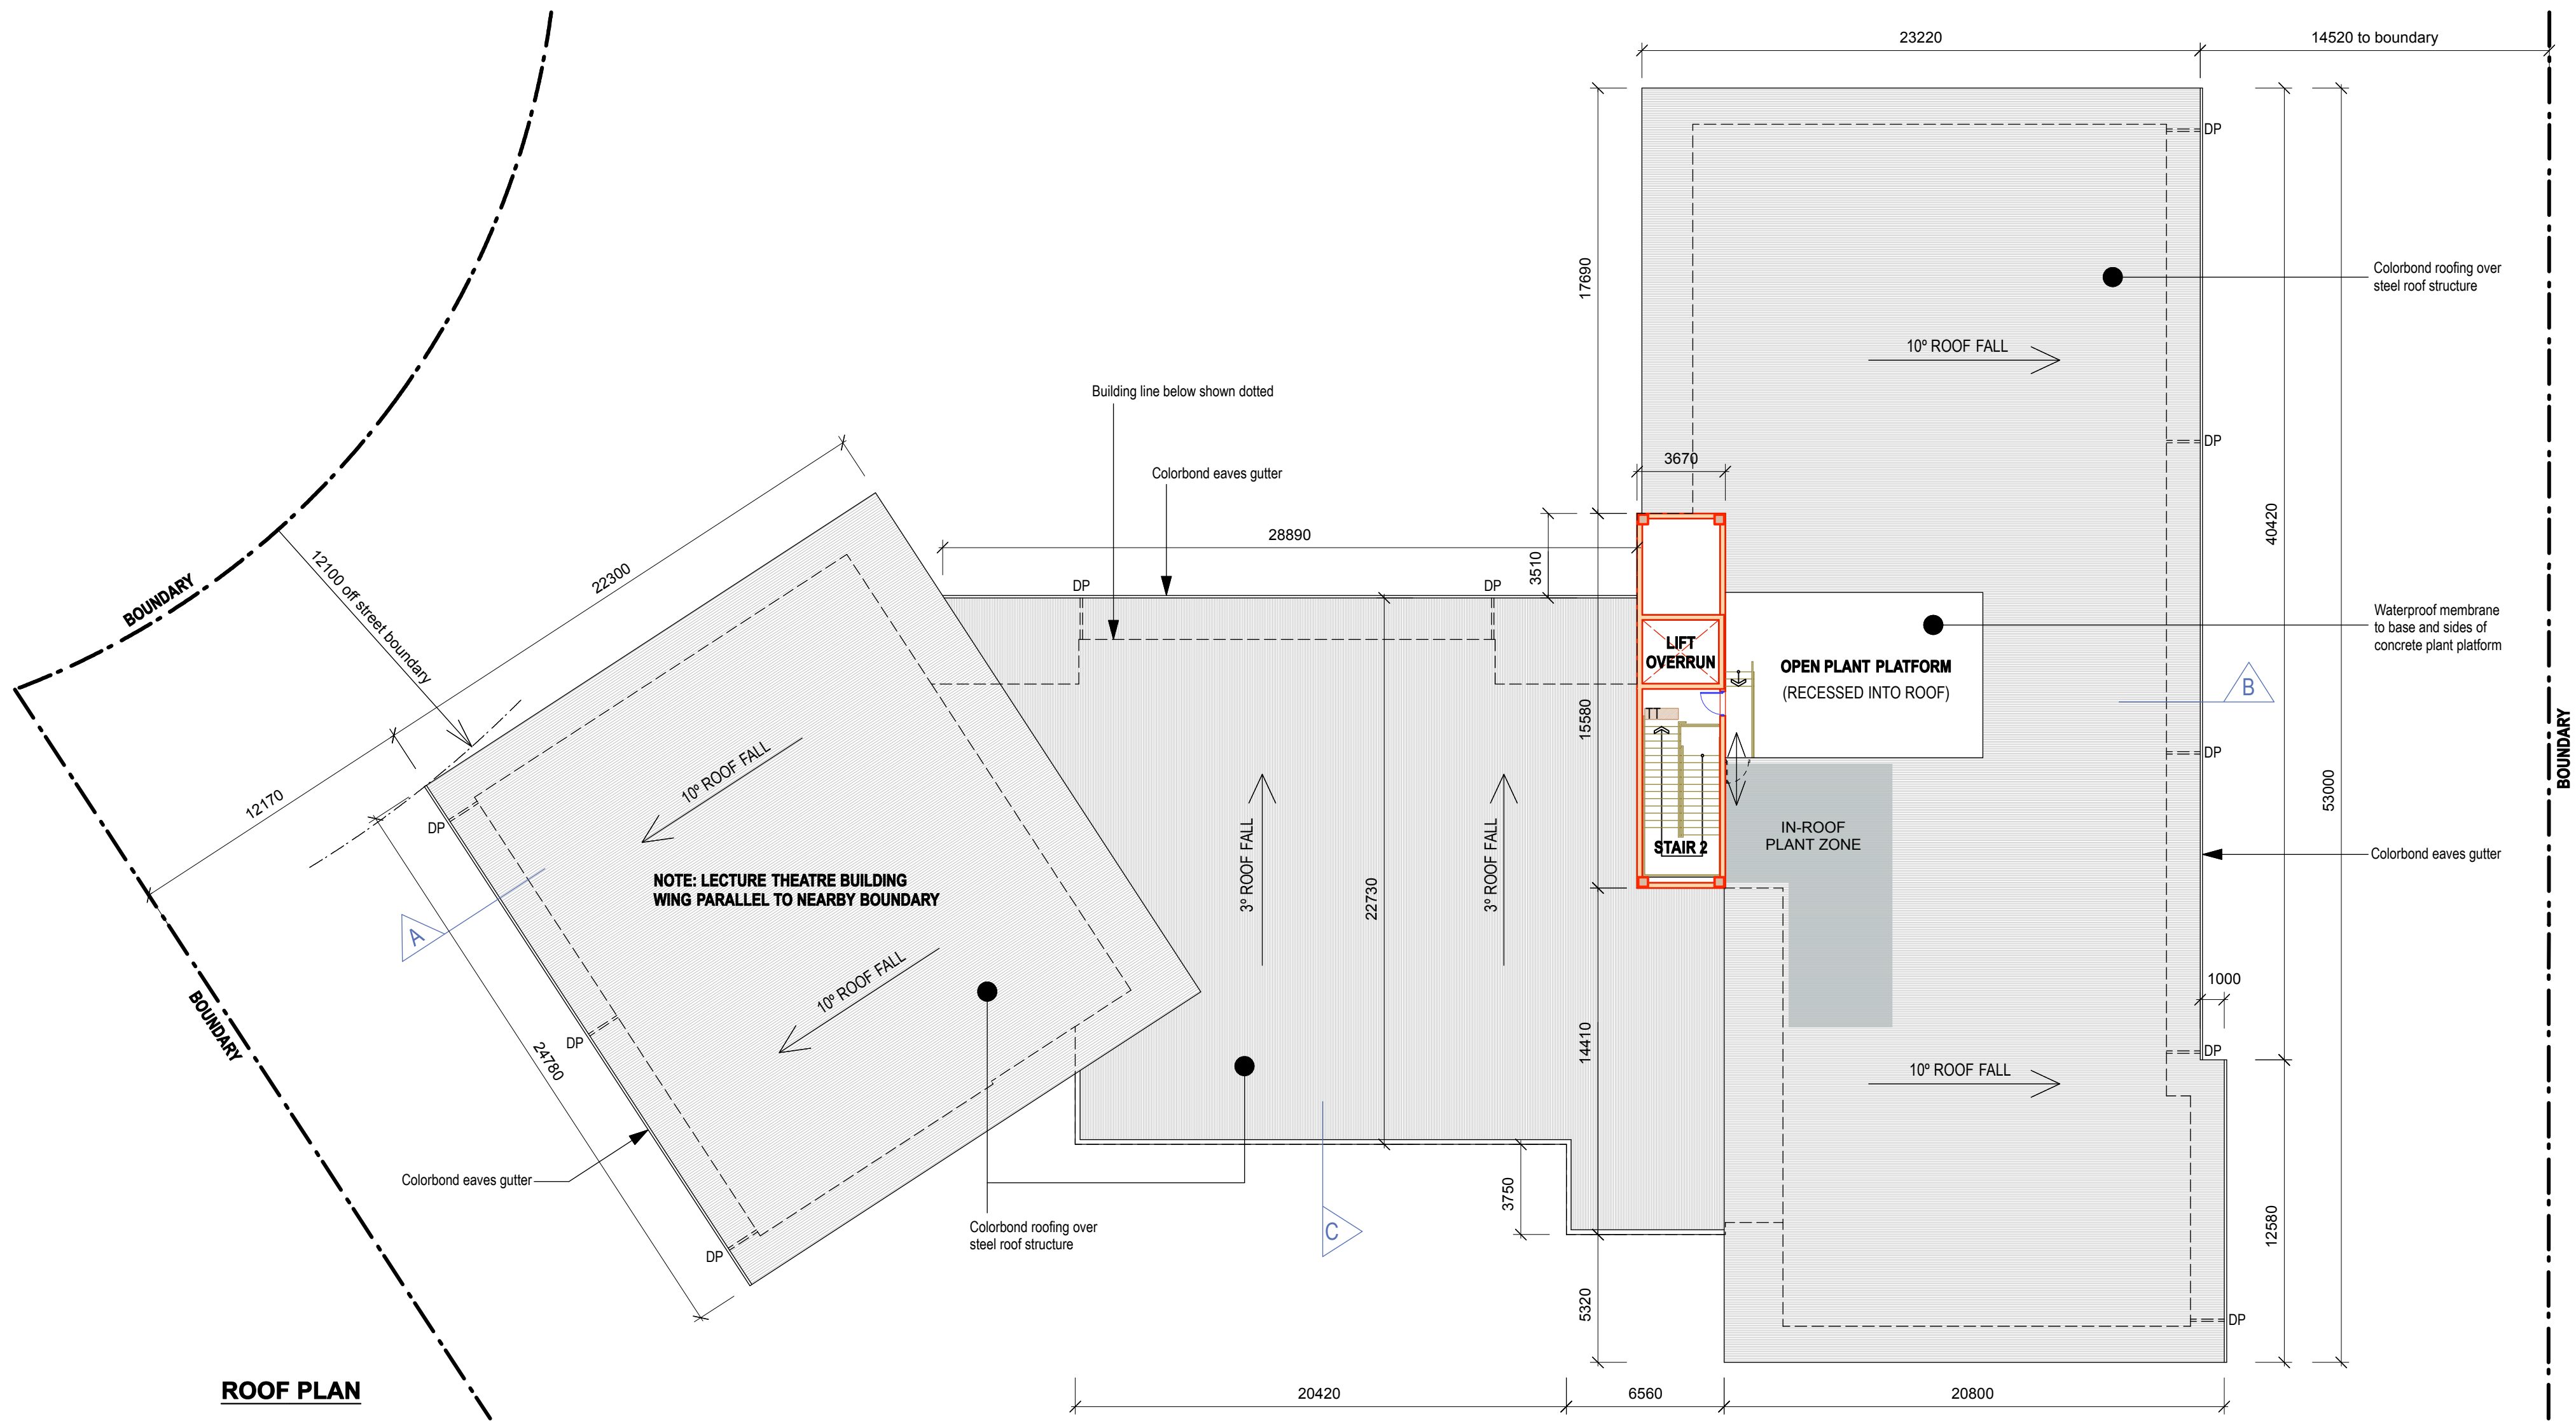 23220
14520 to boundary
DP
17690
Colorbond roofing over
steel roof structure
10º ROOF FALL
Building line below shown dotted
DP
3670
Colorbond eaves gutter
40420
28890
3510
22300
12100 off street boundary
BOUNDARY
DP
DP
Waterproof membrane
to base and sides of
concrete plant platform
LIFT
OVERRUN
OPEN PLANT PLATFORM
(RECESSED INTO ROOF)
B
15580
TT
DP
BOUNDARY
53000
10º ROOF FALL
12170
DP
3º ROOF FALL
3º ROOF FALL
IN-ROOF
PLANT ZONE
STAIR 2
Colorbond eaves gutter
NOTE: LECTURE THEATRE BUILDING
WING PARALLEL TO NEARBY BOUNDARY
22730
A
10º ROOF FALL
1000
BOUNDARY
DP
24780
14410
DP
10º ROOF FALL
Colorbond eaves gutter
3750
Colorbond roofing over
steel roof structure
C
12580
DP
5320
DP
ROOF PLAN
20420
6560
20800